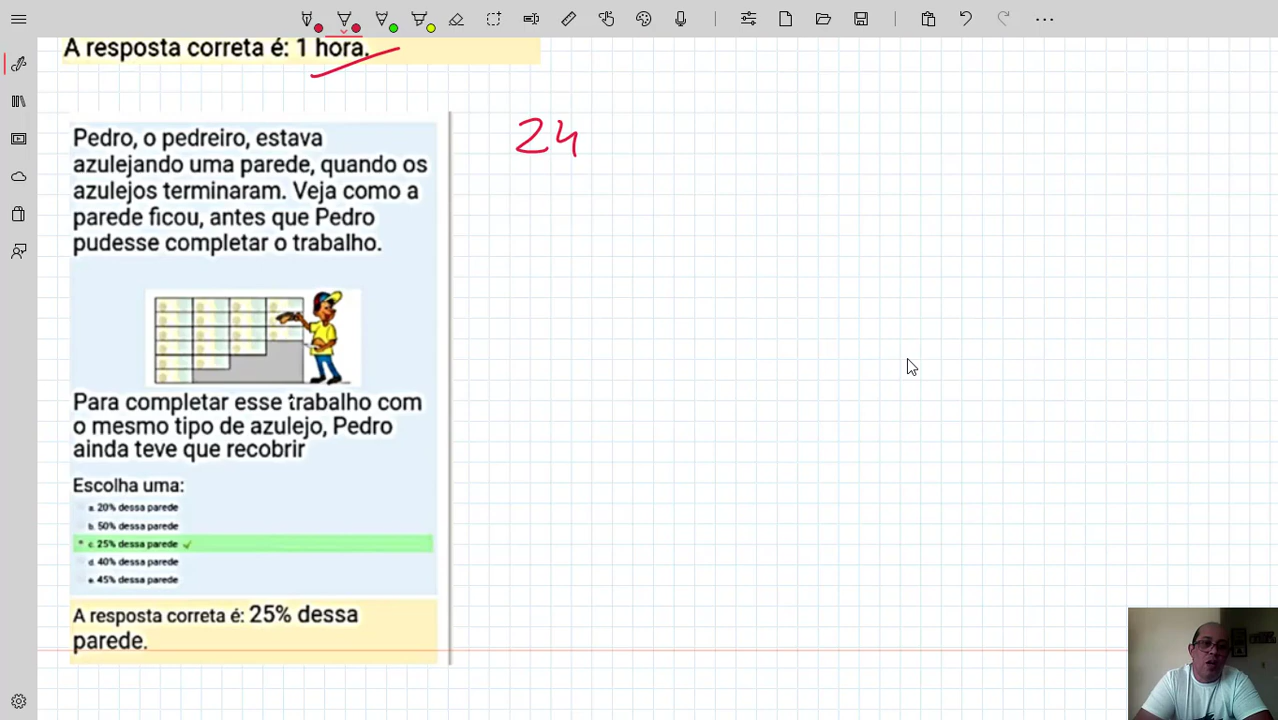 A resposta correta é: 1 hora.
24
Pedro, o pedreiro, estava
azulejando uma parede, quando os
azulejos terminaram. Veja como a
parede ficou, antes que Pedro
pudesse completar o trabalho.
Para completar esse trabalho com
o mesmo tipo de azulejo, Pedro
ainda teve que recobrir
Escolha uma:
a. 20% dessa parede
b. 50% dessa parede
c. 25% dessa parede
d. 40% dessa parede
e. 45% dessa parede
A resposta correta é: 25% dessa
parede.